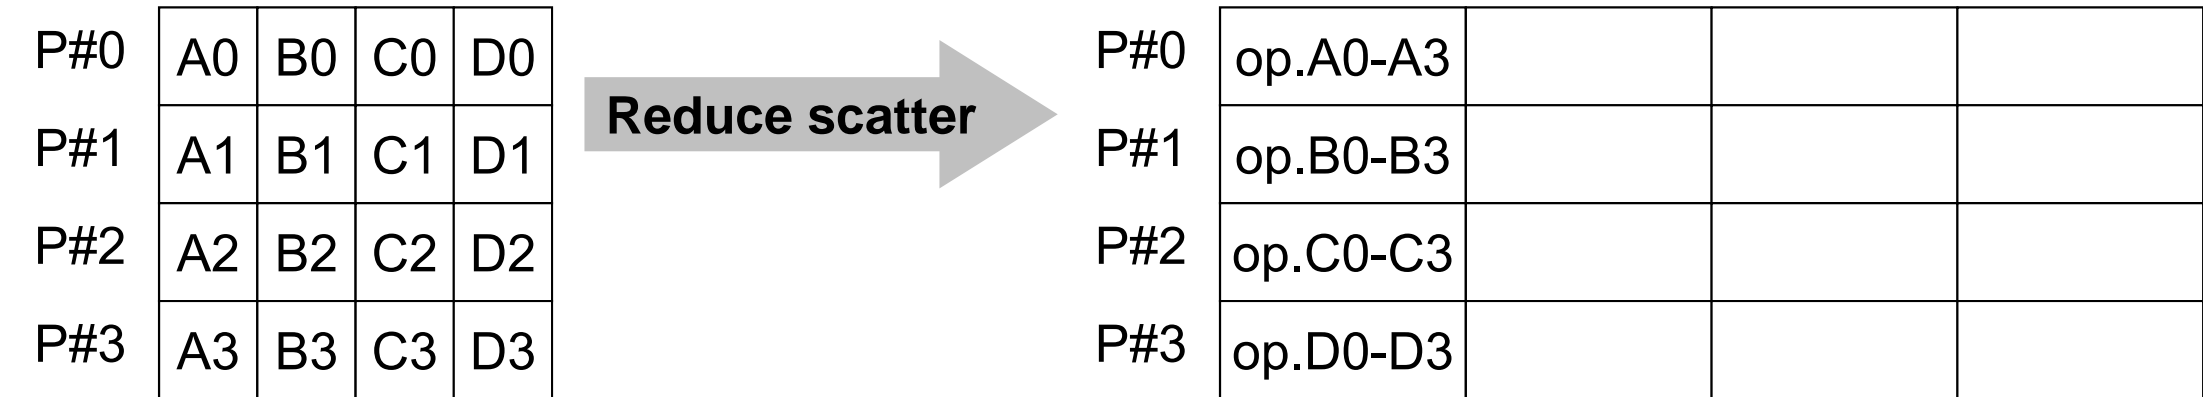 P#0 A0 B0 C0 D0
P#1 A1 B1 C1 D1
P#2 A2 B2 C2 D2
P#3 A3 B3 C3 D3
Reduce scatter
P#0 op.A0-A3
P#1 op.B0-B3
P#2 op.C0-C3
P#3 op.D0-D3